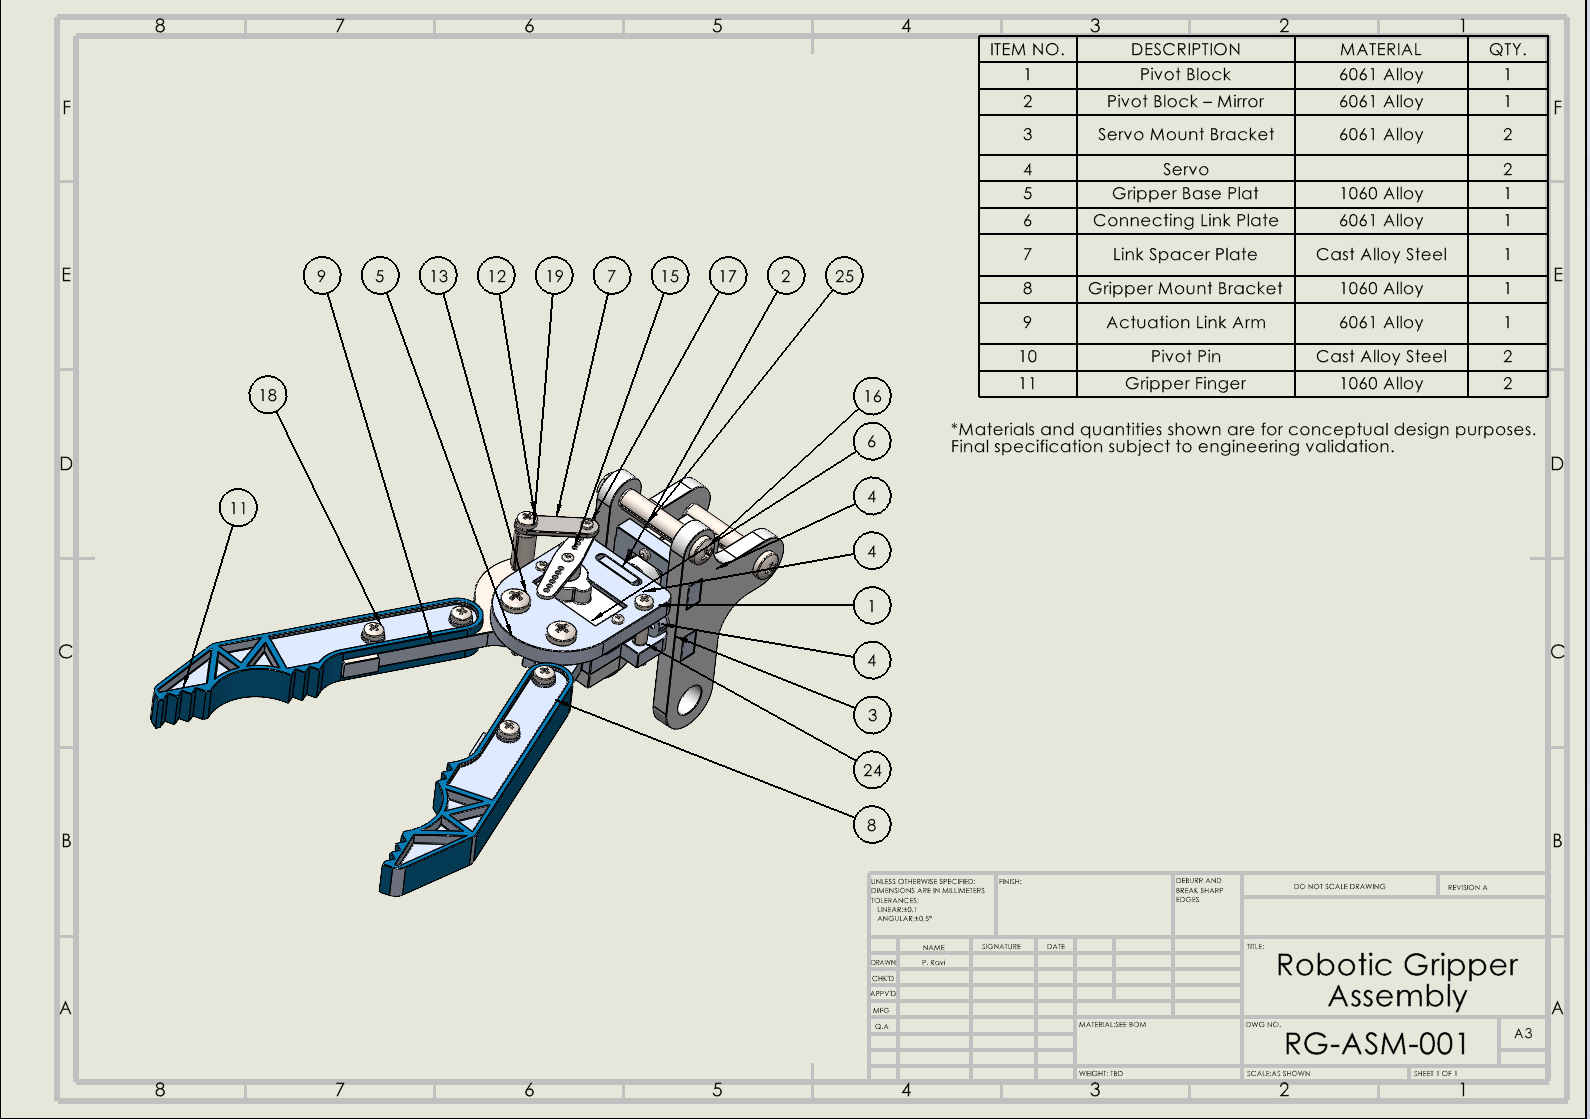 8 7 6 5 4 3 2 1
ITEM NO. DESCRIPTION MATERIAL QTY.
1 Pivot Block 6061 Alloy 1
2 Pivot Block – Mirror 6061 Alloy 1
3 Servo Mount Bracket 6061 Alloy 2
4 Servo 2
5 Gripper Base Plat 1060 Alloy 1
6 Connecting Link Plate 6061 Alloy 1
7 Link Spacer Plate Cast Alloy Steel 1
8 Gripper Mount Bracket 1060 Alloy 1
9 Actuation Link Arm 6061 Alloy 1
10 Pivot Pin Cast Alloy Steel 2
11 Gripper Finger 1060 Alloy 2
*Materials and quantities shown are for conceptual design purposes.
Final specification subject to engineering validation.
F F
E E
D D
C C
B B
A A
9 5 13 12 19 7 15 17 2 25
18
11
16
6
4
4
1
4
3
24
8
UNLESS OTHERWISE SPECIFIED:
DIMENSIONS ARE IN MILLIMETERS
TOLERANCES:
LINEAR:±0.1
ANGULAR:±0.5°
FINISH:
DEBURR AND
BREAK SHARP
EDGES
DO NOT SCALE DRAWING
REVISION A
NAME SIGNATURE DATE
DRAWN P. Ravi
CHK'D
APPV'D
MFG
Q.A
MATERIAL:SEE BOM
WEIGHT: TBD
TITLE:
Robotic Gripper
Assembly
DWG NO.
RG-ASM-001
A3
SCALE:AS SHOWN
SHEET 1 OF 1
8 7 6 5 4 3 2 1